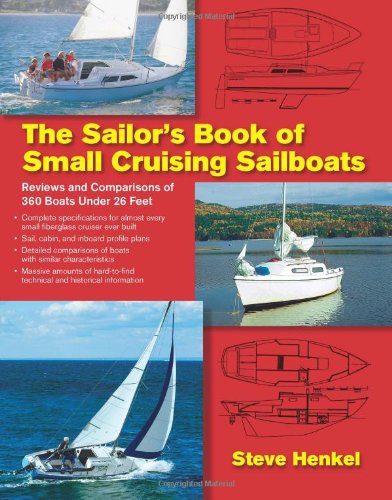 The Sailor's Book of
Small Cruising Sailboats
Reviews and Comparisons of
360 Boats Under 26 Feet
• Complete specifications for almost every
small fiberglass cruiser ever built
• Sail, cabin, and inboard profile plans
• Detailed comparisons of boats
with similar characteristics
• Massive amounts of hard-to-find
technical and historical information
Steve Henkel
Copyrighted Material